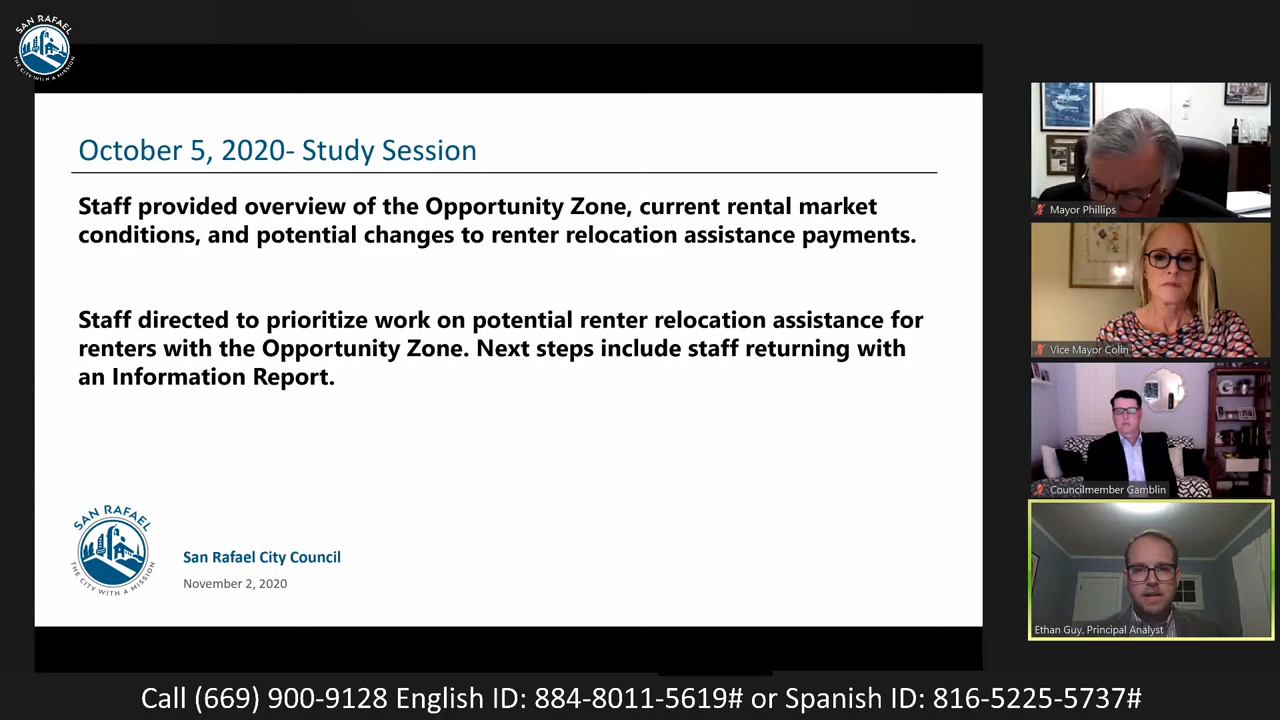 SAN RAFAEL
THE CITY WITH A MISSION
October 5, 2020- Study Session
Staff provided overview of the Opportunity Zone, current rental market
conditions, and potential changes to renter relocation assistance payments.
Staff directed to prioritize work on potential renter relocation assistance for
renters with the Opportunity Zone. Next steps include staff returning with
an Information Report.
SAN RAFAEL
THE CITY WITH A MISSION
San Rafael City Council
November 2, 2020
Mayor Phillips
Vice Mayor Colin
G
Councilmember Gamblin
Ethan Guy, Principal Analyst
Call (669) 900-9128 English ID: 884-8011-5619# or Spanish ID: 816-5225-5737#